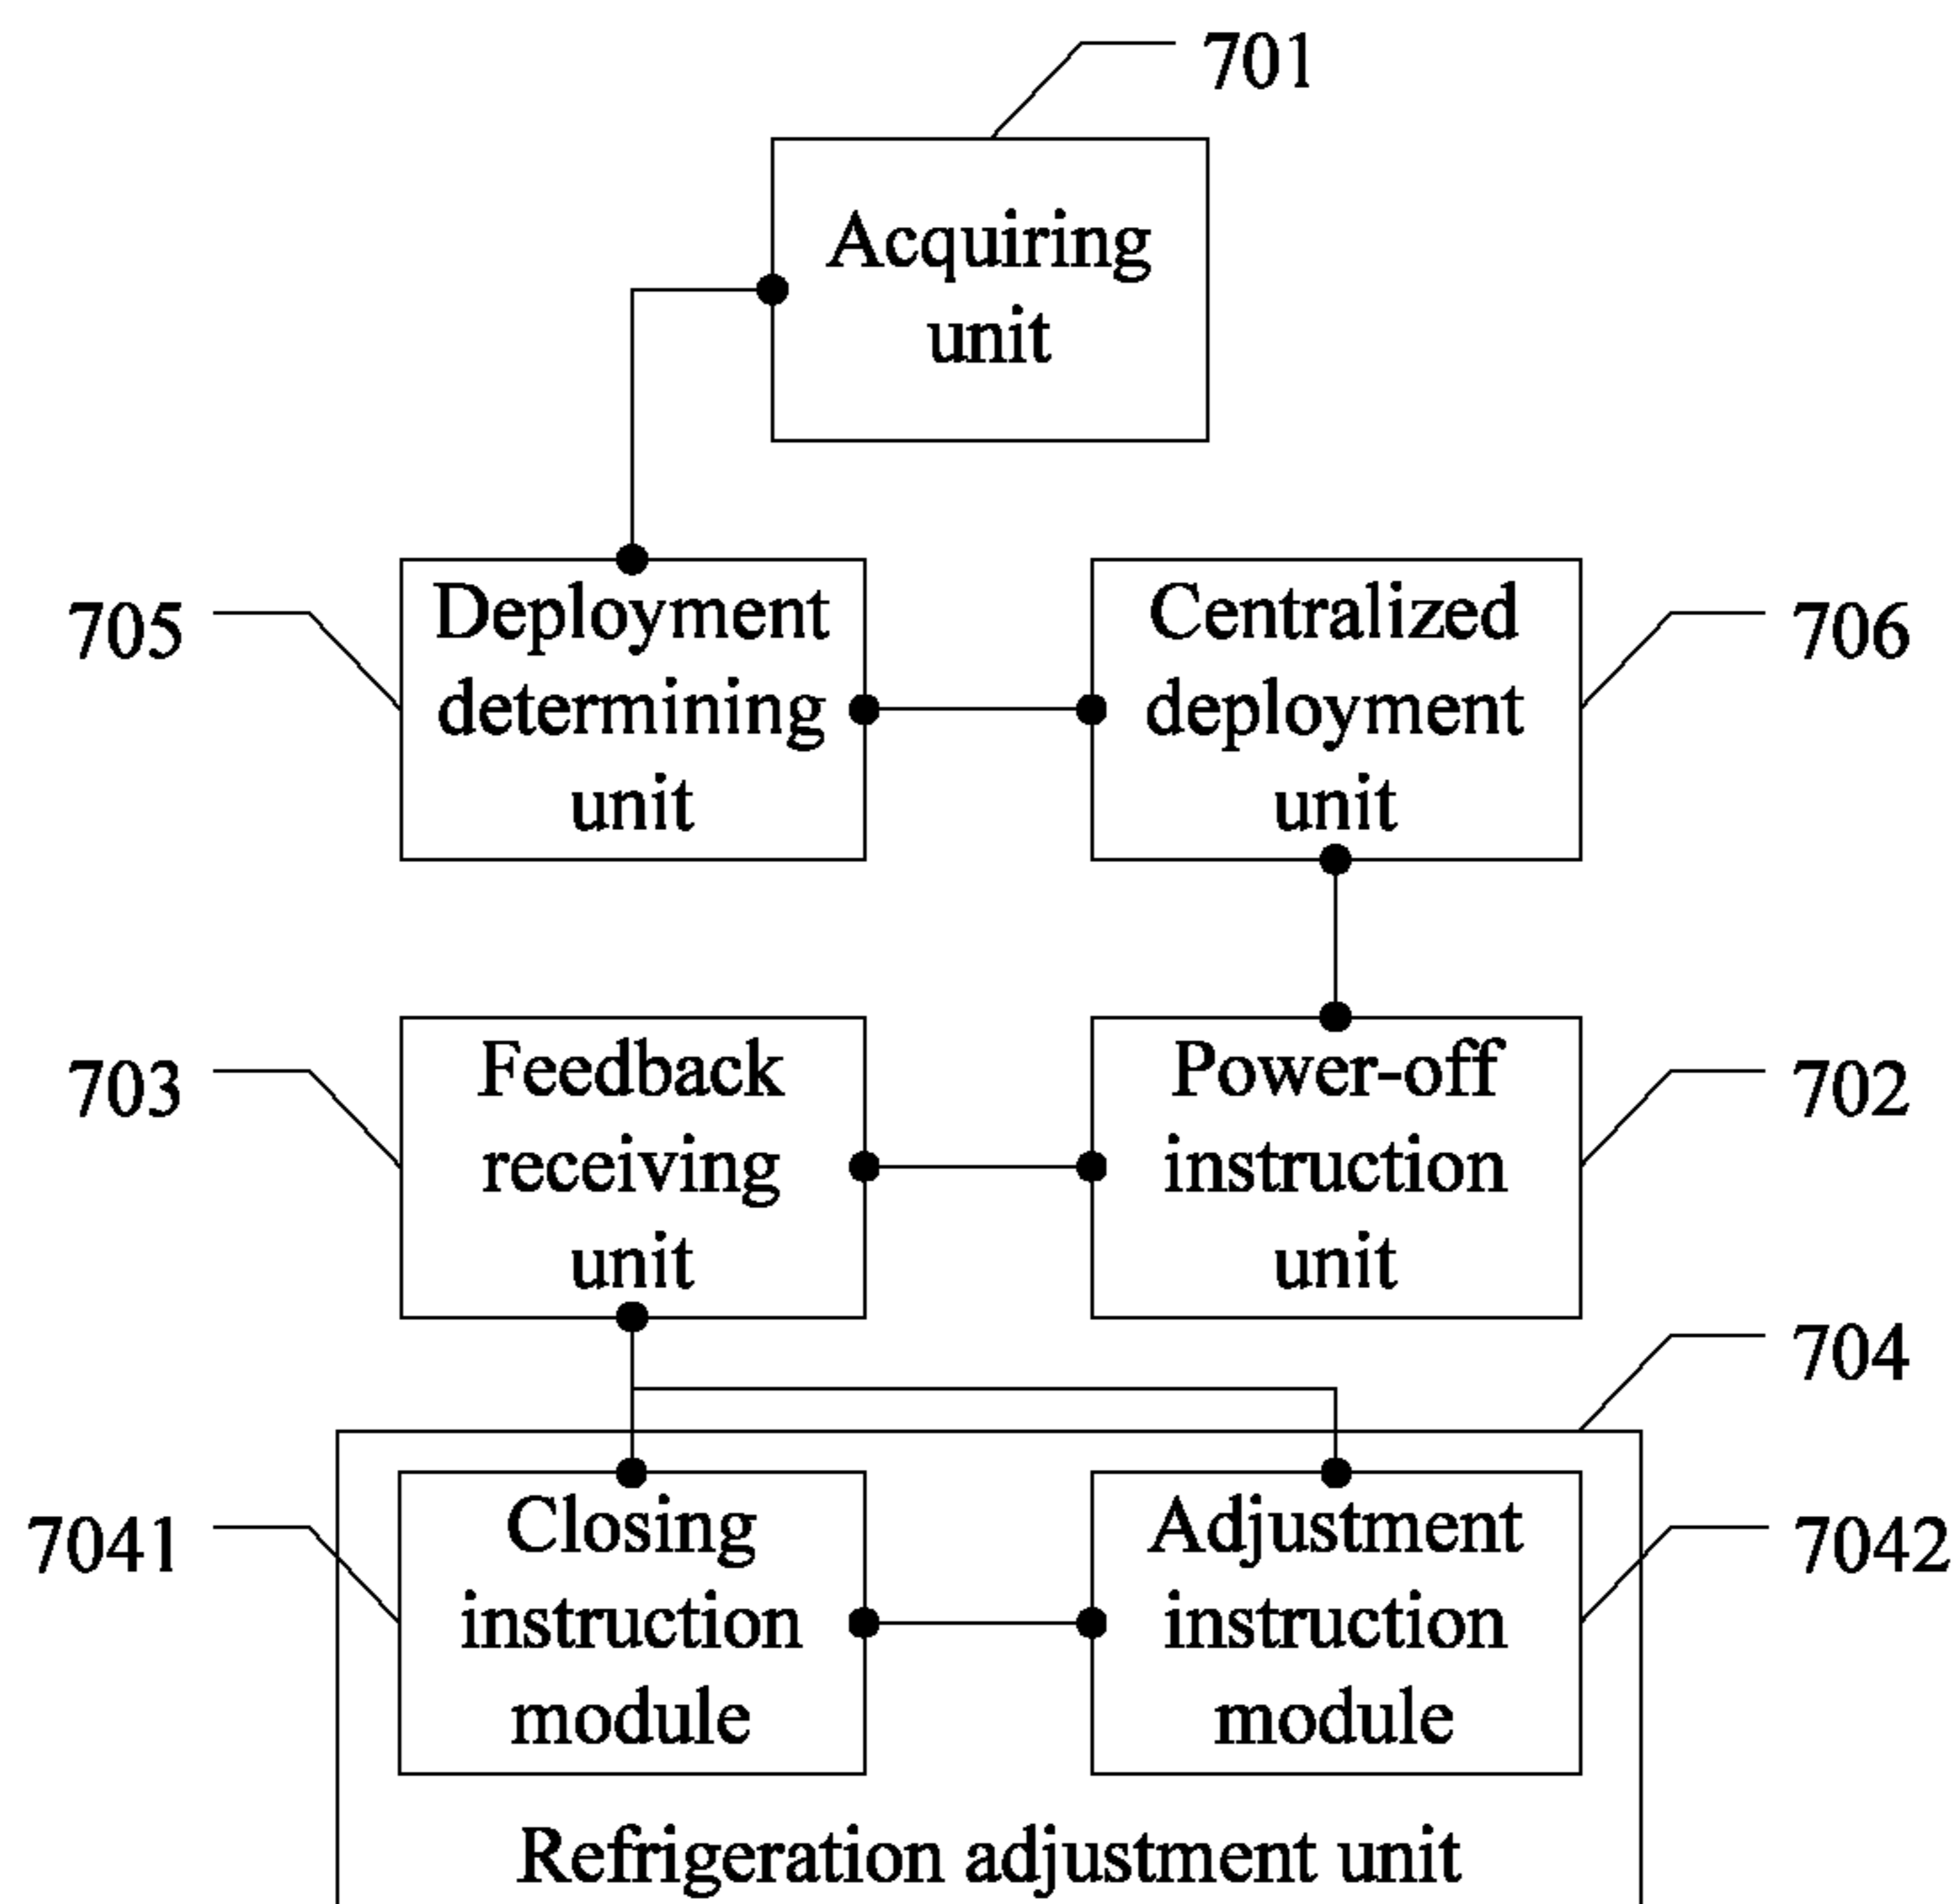 701
Acquiring
unit
705
Deployment
determining
unit
Centralized
deployment
unit
706
703
Feedback
receiving
unit
Power-off
instruction
unit
702
704
7041
Closing
instruction
module
Adjustment
instruction
module
7042
Refrigeration adjustment unit